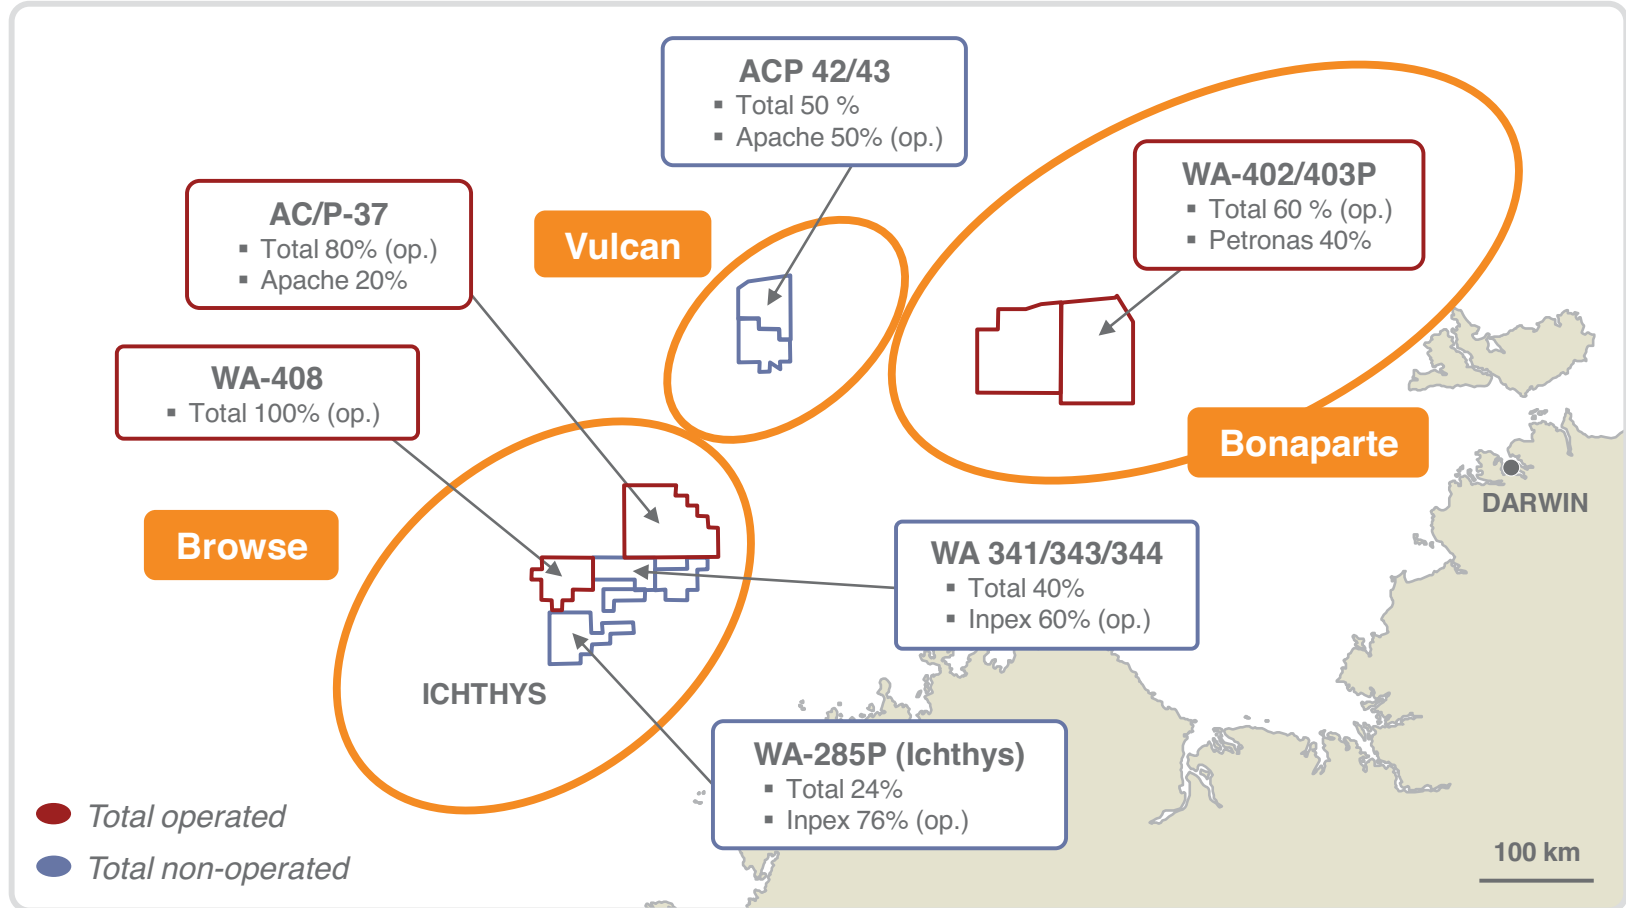 ACP 42/43
▪ Total 50 %
▪ Apache 50% (op.)
WA-402/403P
▪ Total 60 % (op.)
▪ Petronas 40%
AC/P-37
▪ Total 80% (op.)
▪ Apache 20%
Vulcan
WA-408
▪ Total 100% (op.)
Bonaparte
DARWIN
Browse
WA 341/343/344
▪ Total 40%
▪ Inpex 60% (op.)
ICHTHYS
WA-285P (Ichthys)
▪ Total 24%
▪ Inpex 76% (op.)
Total operated
Total non-operated
100 km